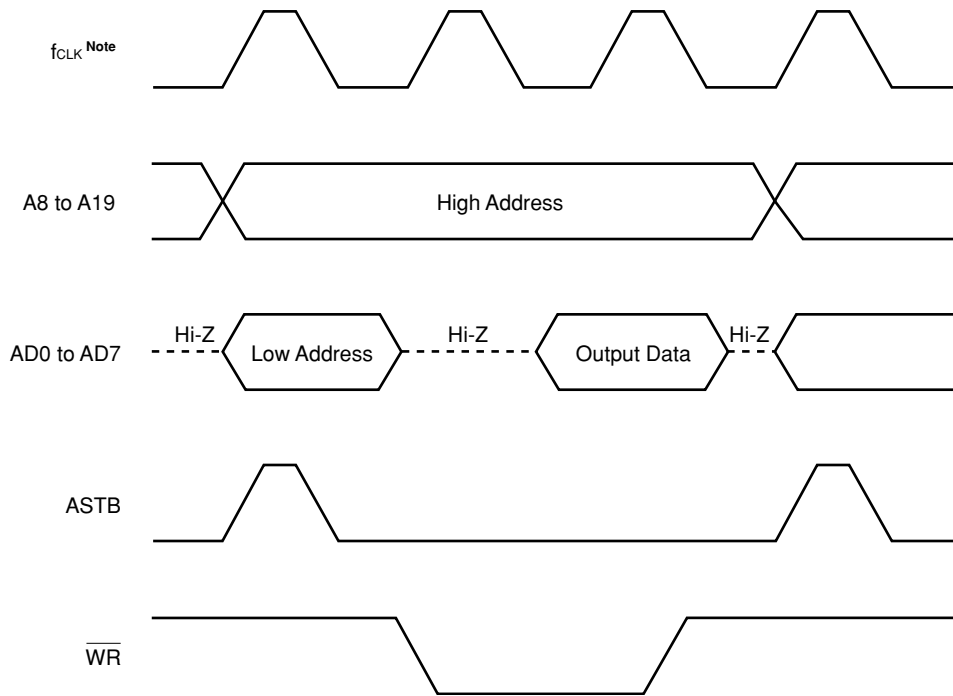 fCLK Note
A8 to A19
High Address
AD0 to AD7
Hi-Z
Low Address
Hi-Z
Output Data
Hi-Z
ASTB
WR